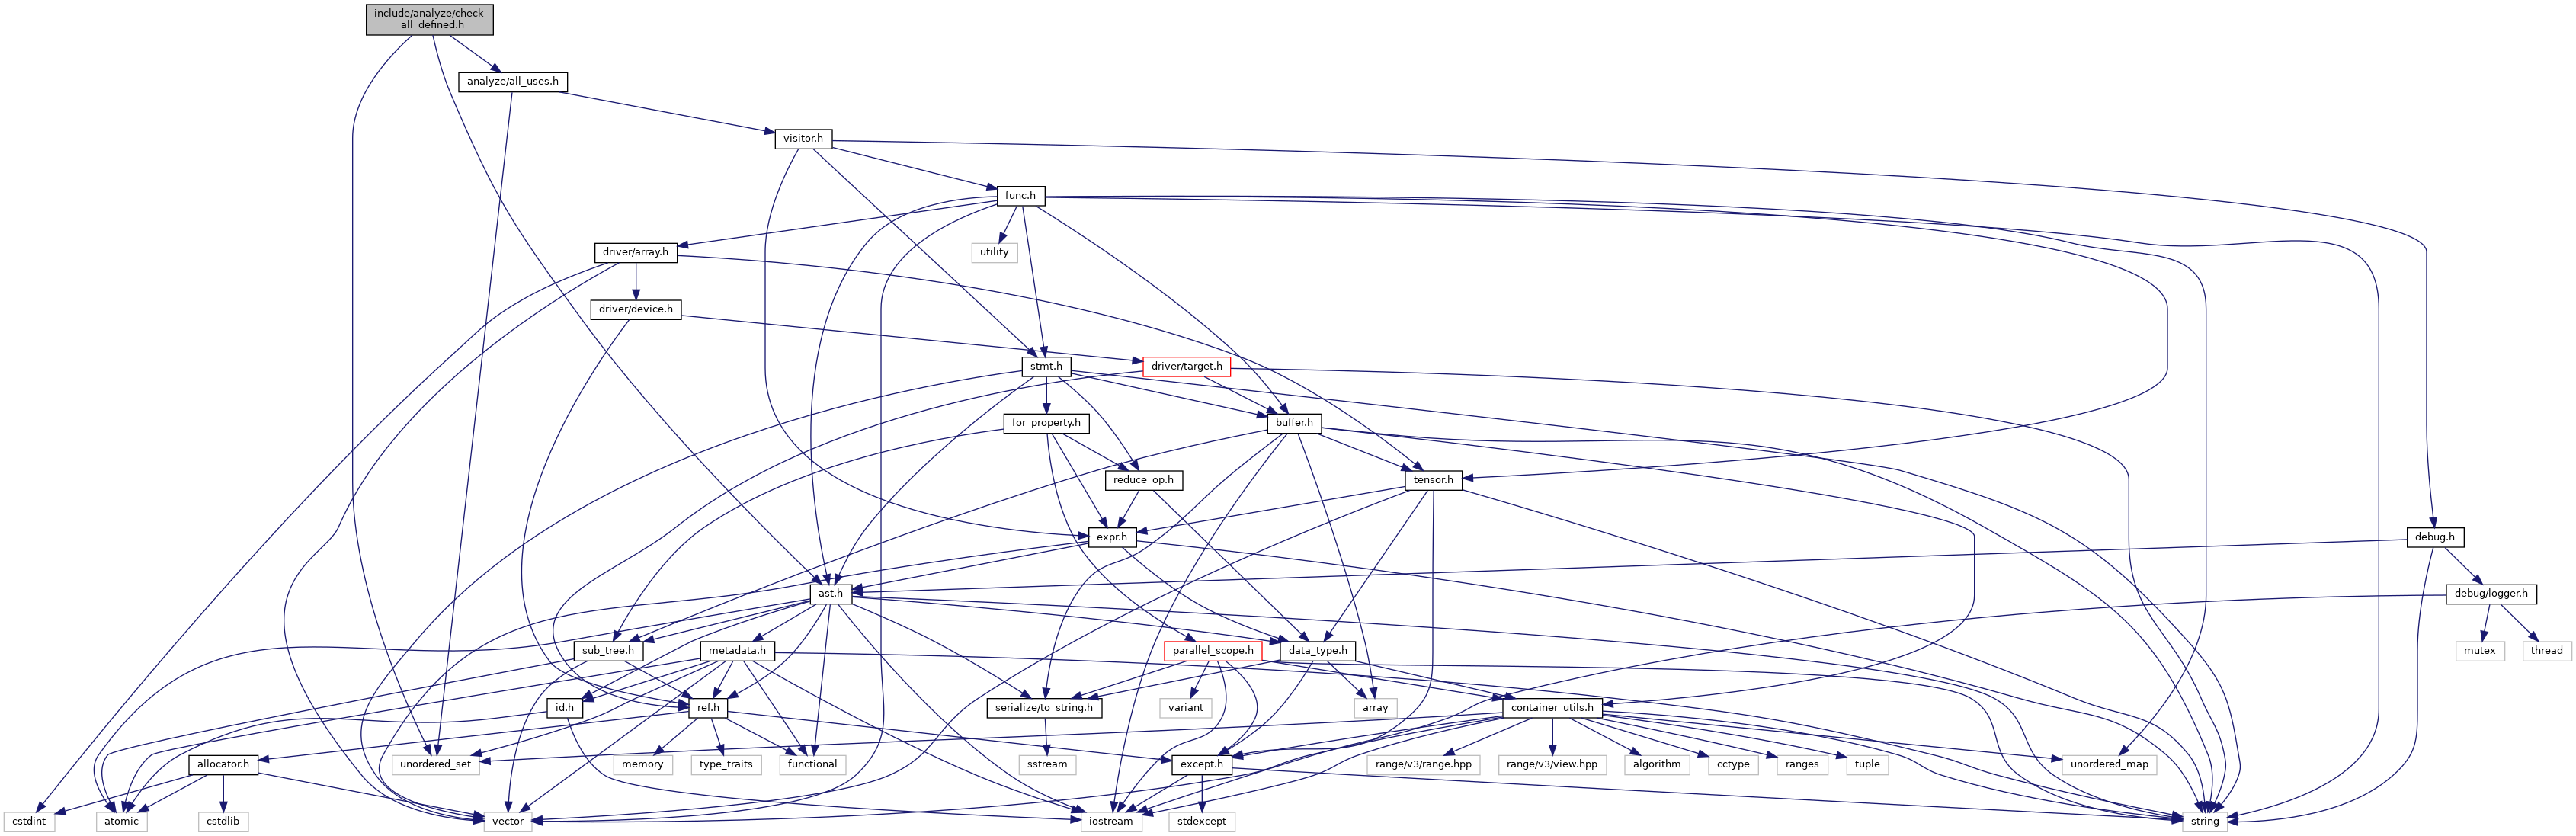 include/analyze/check
_all_defined.h
analyze/all_uses.h
visitor.h
func.h
driver/array.h
utility
driver/device.h
stmt.h
driver/target.h
for_property.h
buffer.h
reduce_op.h
tensor.h
expr.h
debug.h
ast.h
debug/logger.h
sub_tree.h
metadata.h
parallel_scope.h
data_type.h
mutex
thread
id.h
ref.h
serialize/to_string.h
variant
array
container_utils.h
allocator.h
unordered_set
memory
type_traits
functional
sstream
except.h
range/v3/range.hpp
range/v3/view.hpp
algorithm
cctype
ranges
tuple
unordered_map
cstdint
atomic
cstdlib
vector
iostream
stdexcept
string